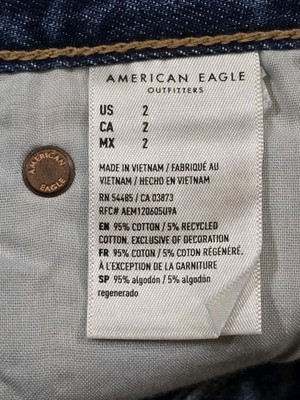 AMERICAN EAGLE
OUTFITTERS
US 2
CA 2
MX 2
MADE IN VIETNAM / FABRIQUÉ AU
VIETNAM / HECHO EN VIETNAM
RN 54485 / CA 03873
RFC# AEM120605U9A
EN 95% COTTON / 5% RECYCLED
COTTON. EXCLUSIVE OF DECORATION
FR 95% COTON / 5% COTON RÉGÉNÉRÉ.
À L'EXCEPTION DE LA GARNITURE
SP 95% algodón / 5% algodón
regenerado
AMERICAN
EAGLE